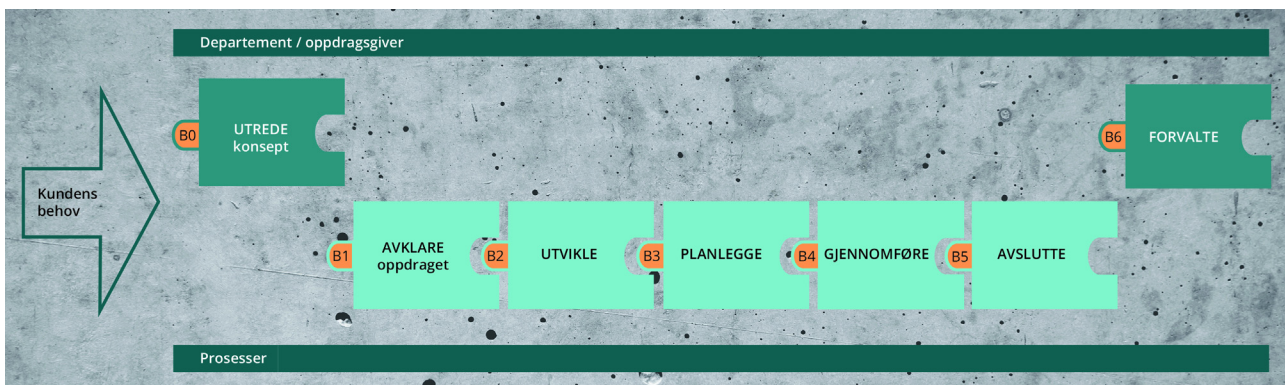 Departement / oppdragsgiver
B0
UTREDE
konsept
B6
FORVALTE
Kundens
behov
B1
AVKLARE
oppdraget
B2
UTVIKLE
B3
PLANLEGGE
B4
GJENNOMFØRE
B5
AVSLUTTE
Prosesser